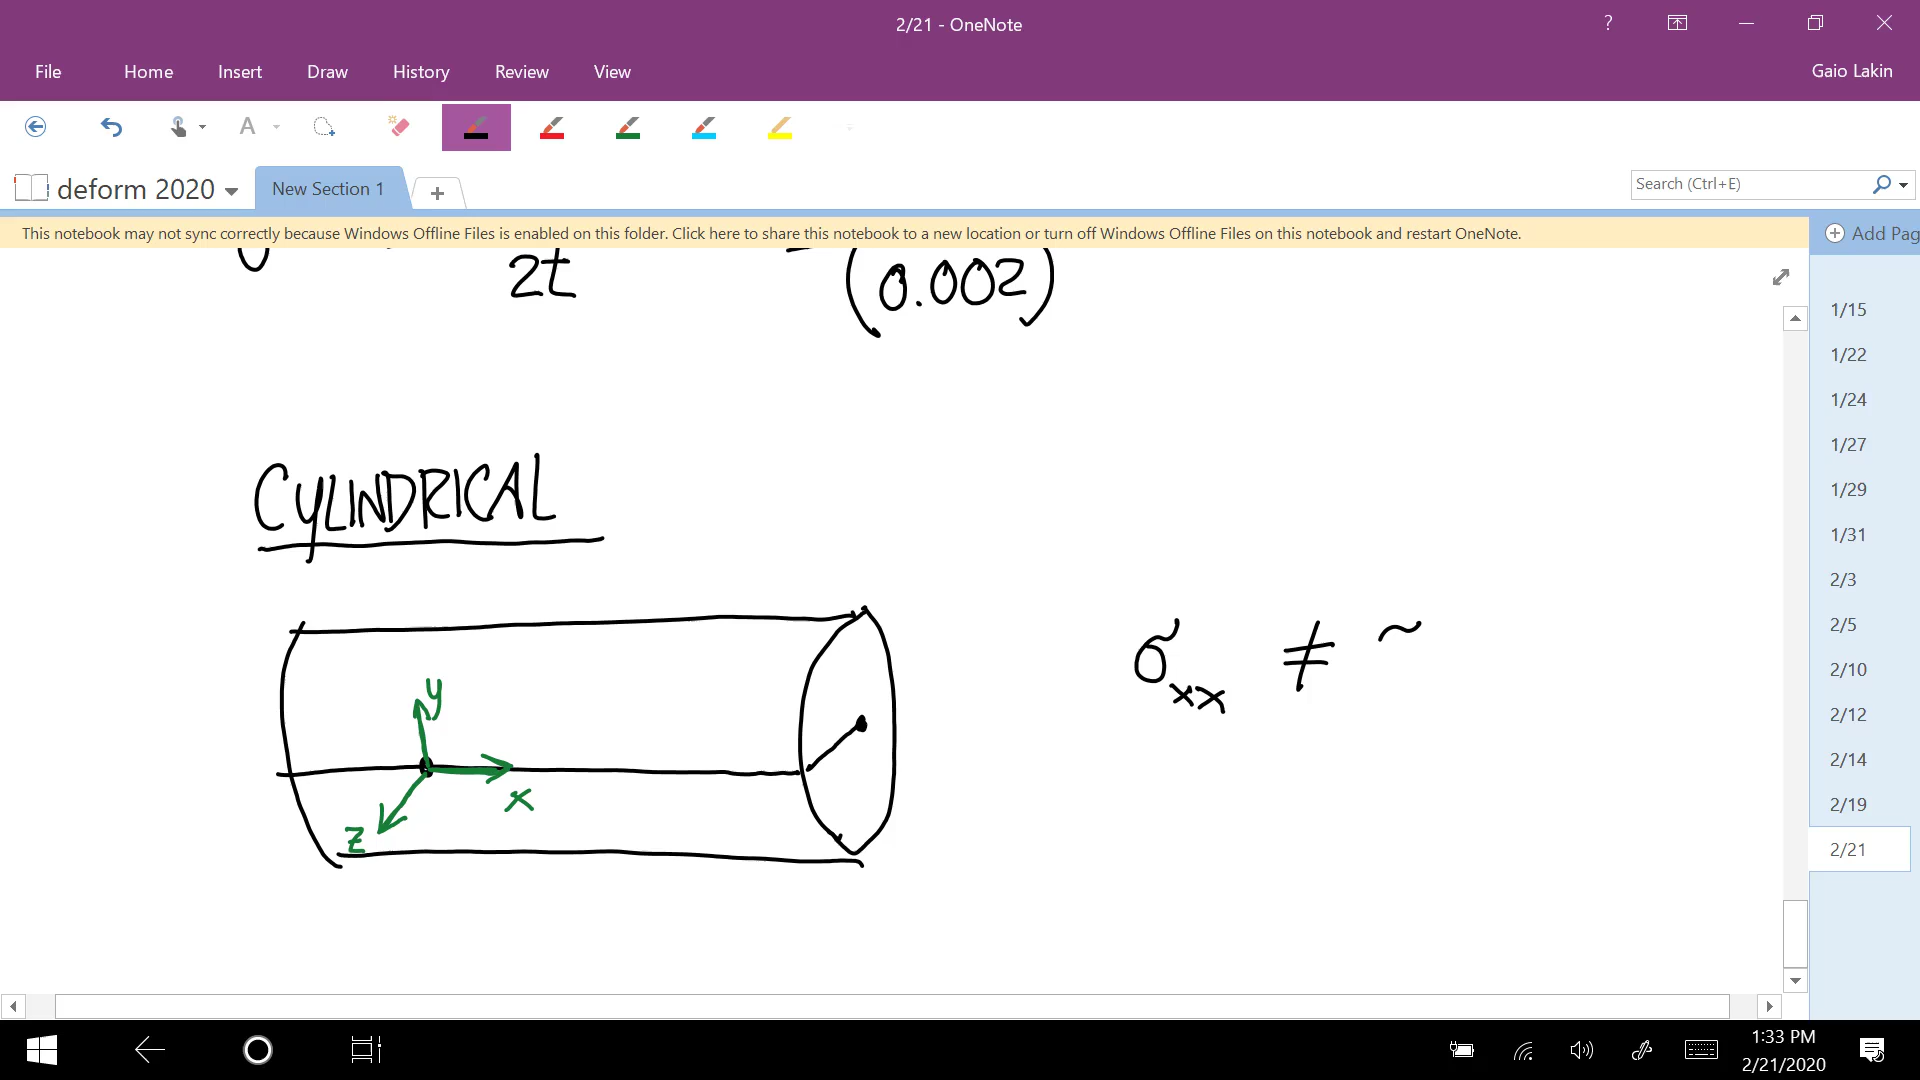 2/21 - OneNote
?
File Home Insert Draw History Review View
Gaio Lakin
A
deform 2020
New Section 1
+
Search (Ctrl+E)
This notebook may not sync correctly because Windows Offline Files is enabled on this folder. Click here to share this notebook to a new location or turn off Windows Offline Files on this notebook and restart OneNote.
Add Pag
2t
(0.002)
CYLINDRICAL
y
x
z
σxx ≠ ~
1/15
1/22
1/24
1/27
1/29
1/31
2/3
2/5
2/10
2/12
2/14
2/19
2/21
1:33 PM
2/21/2020